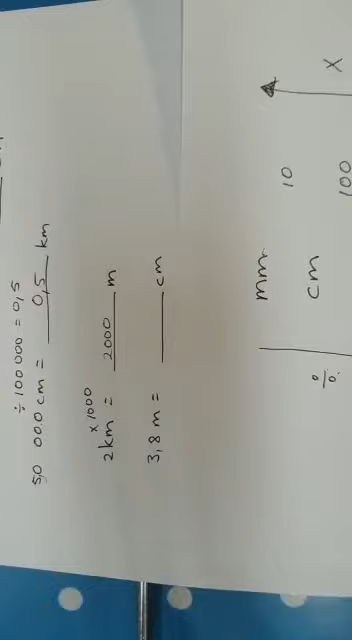 ÷ 100 000 = 0,5
50 000 cm = 0,5 km
x 1000
2 km = 2000 m
3,8 m = ______ cm
mm
10
cm
100
x
÷